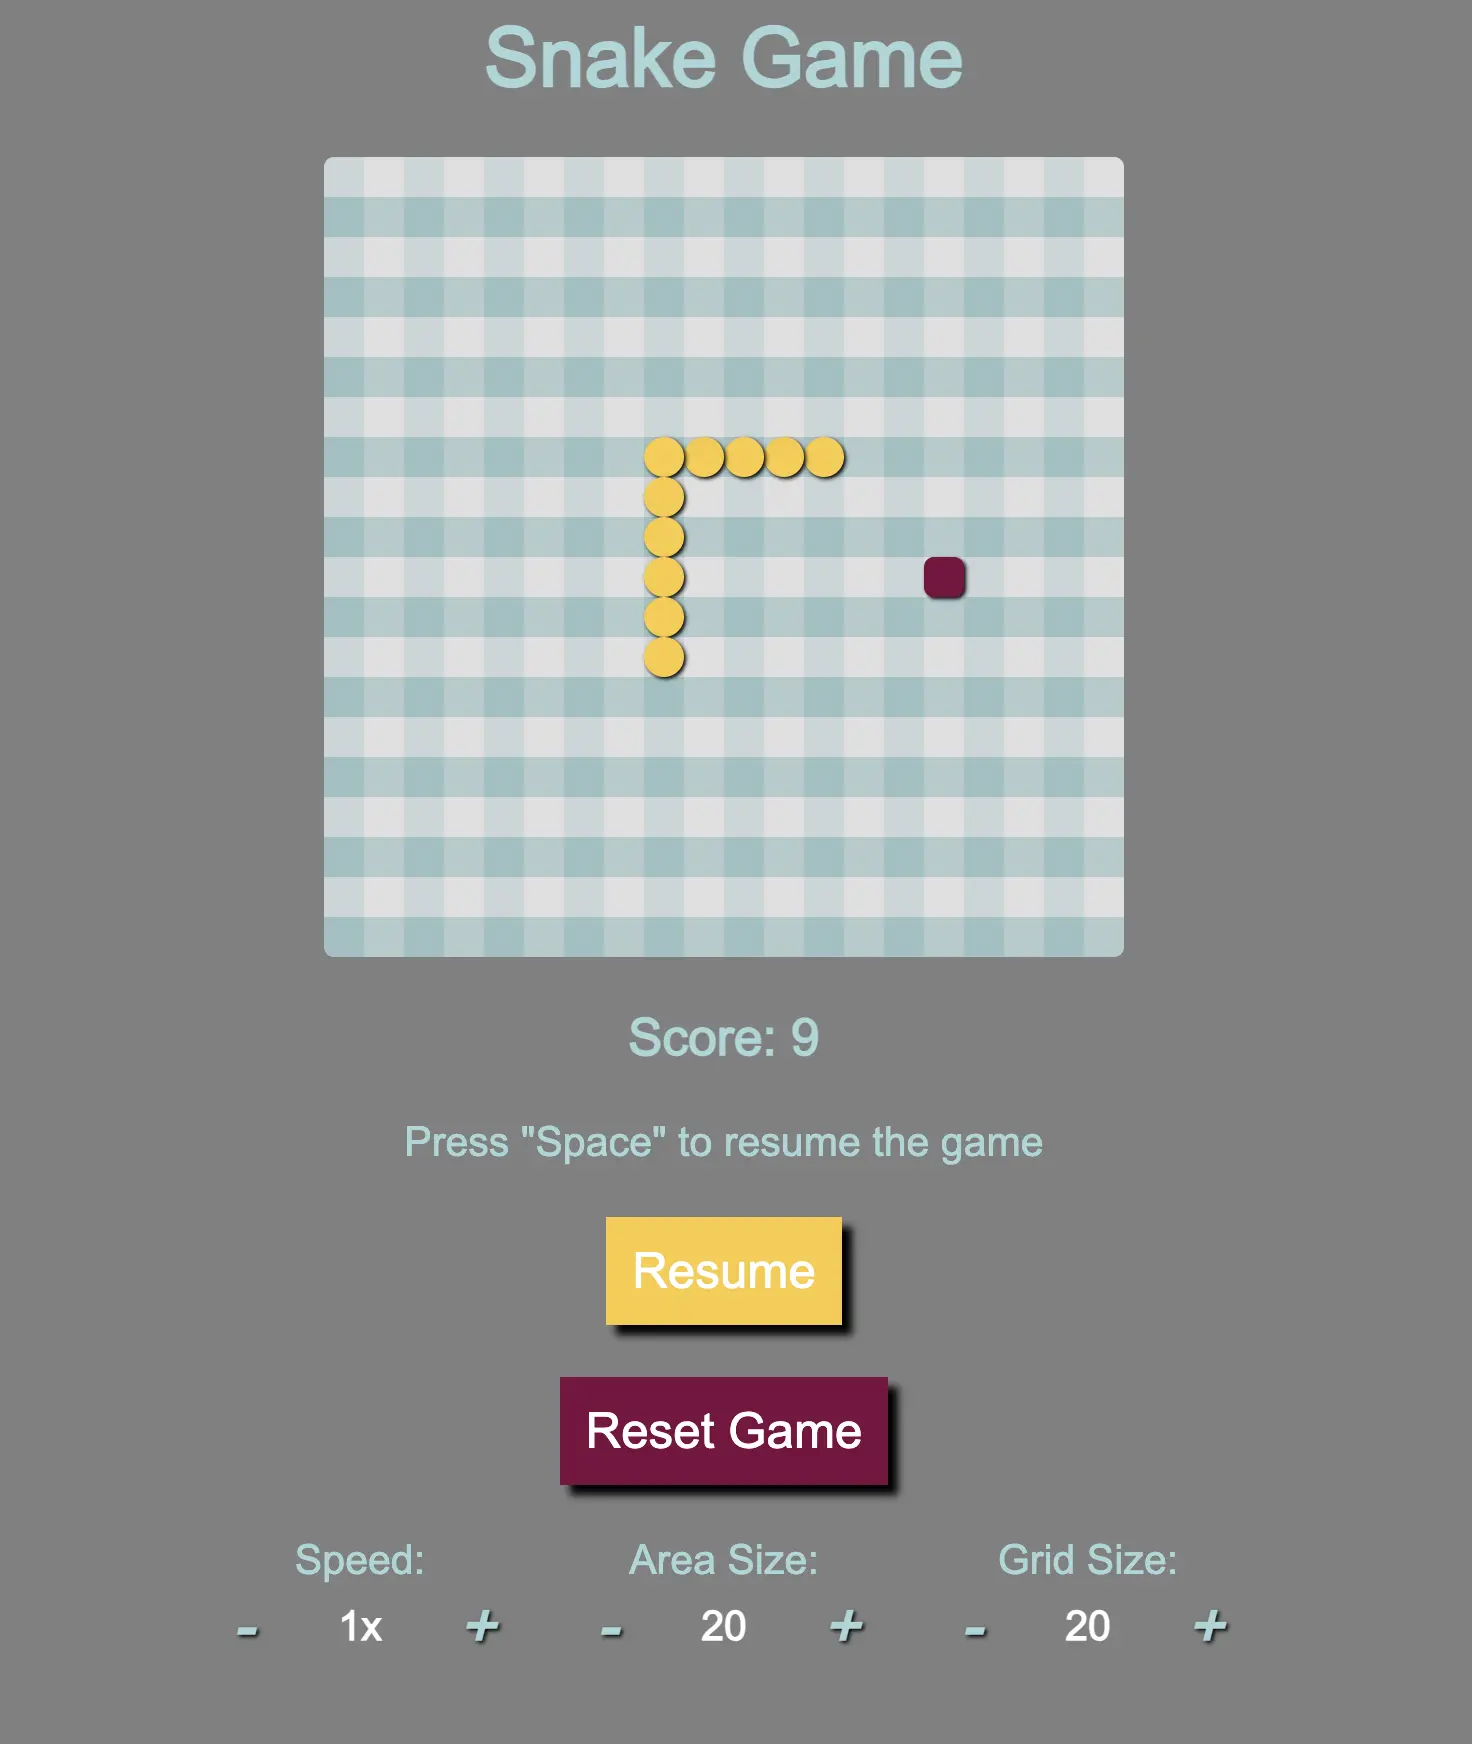 Snake Game
Score: 9
Press "Space" to resume the game
Resume
Reset Game
Speed: Area Size: Grid Size:
- 1x + - 20 + - 20 +